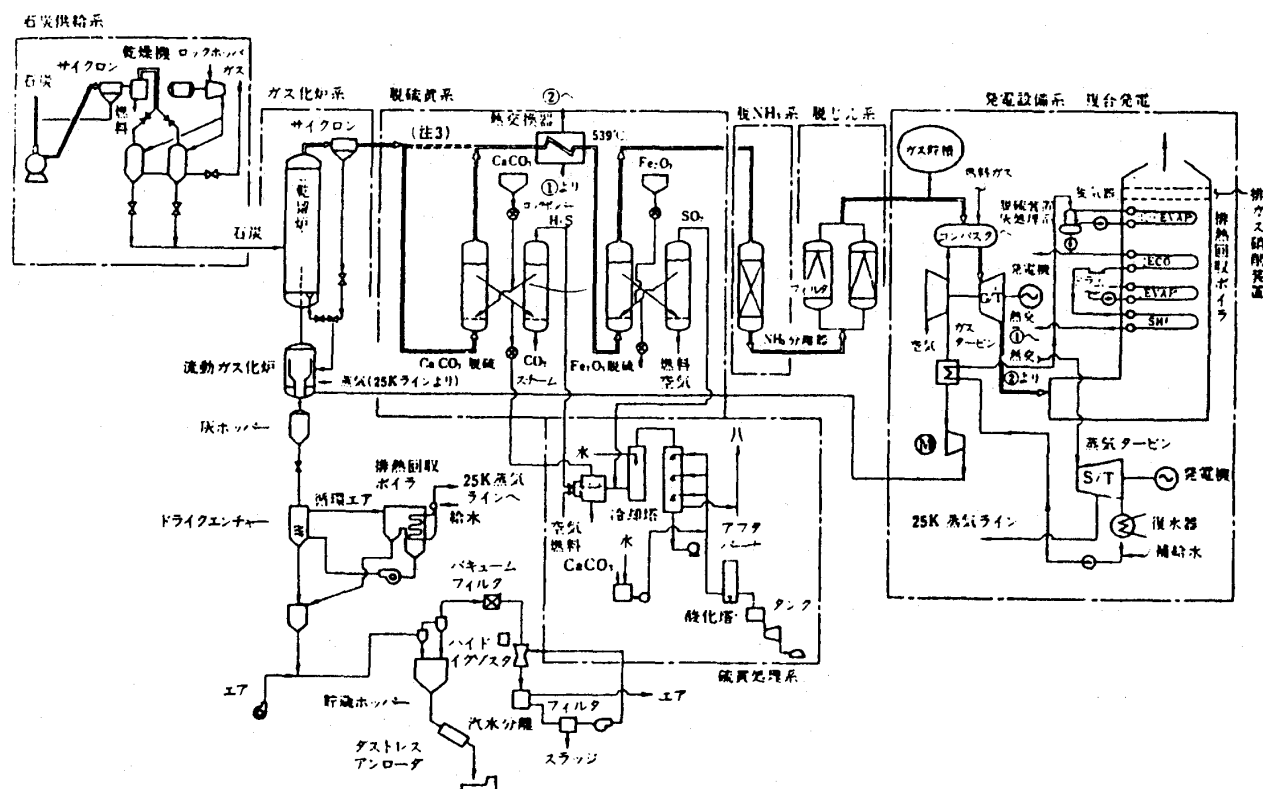 石炭供給系
乾燥機
ロックホッパ
サイクロン
ガス
石炭
燃料
ガス化炉系
サイクロン
乾留炉
石炭
流動ガス化炉
蒸気(25Kラインより)
灰ホッパー
排熱回収
ボイラ
25K蒸気
ラインへ
循環エア
給水
ドライクエンチャー
エア
脱硫黄系
②へ
(注3)
熱交換器
539℃
CaCO₃
①より
H₂S
Fe₂O₃
SO₂
CaCO₃脱硫
CO₂
スチーム
Fe₂O₃脱硫
燃料
空気
脱NH₃系
脱じん系
フィルタ
NH₃分離器
水
冷却塔
空気
燃料
水
CaCO₃
アフタ
バーナ
酸化塔
タンク
硫黄処理系
バキューム
フィルタ
ハイド
イグゾスタ
貯蔵ホッパー
汽水分離
フィルタ
エア
スラッジ
ダストレス
アンローダ
発電設備系 複合発電
ガス貯槽
燃料ガス
脱気器
コンバスタ
発電機
G/T
空気
ガス
タービン
熱交
①へ
熱交
②より
EVAP
ECO
ドラム
EVAP
SH
排熱回収ボイラ
排ガス脱硝装置
M
蒸気タービン
S/T
発電機
25K蒸気ライン
復水器
補給水